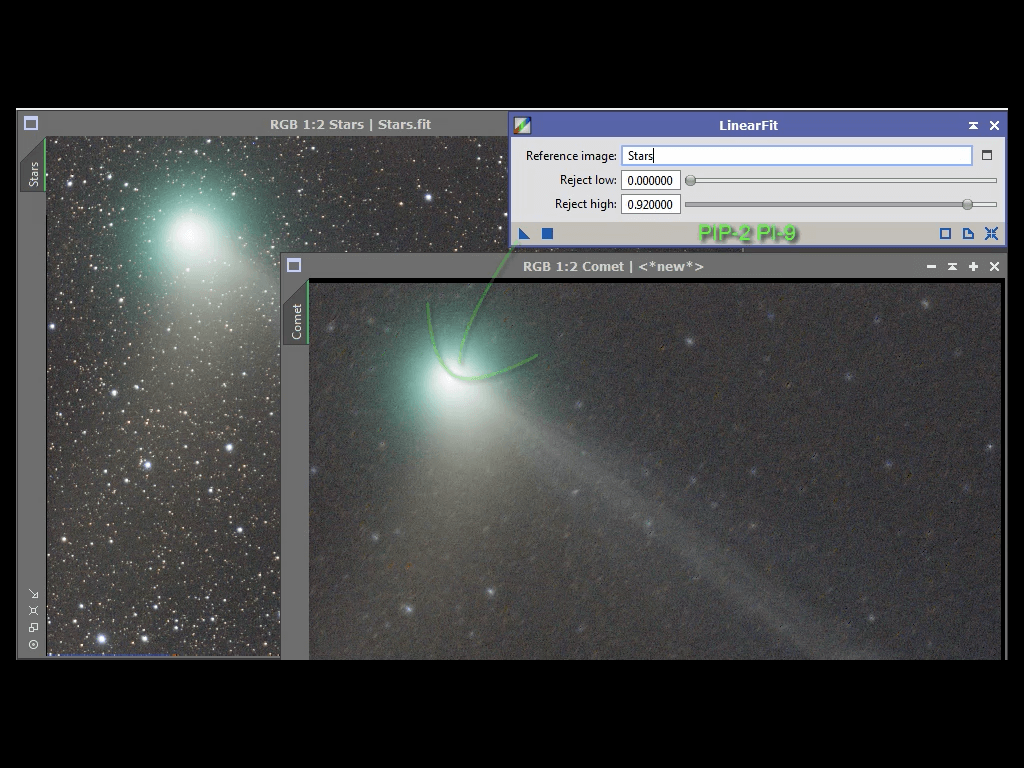 RGB 1:2 Stars | Stars.fit
Stars
LinearFit
Reference image: Stars
Reject low: 0.000000
Reject high: 0.920000
PIP-2 PI-9
RGB 1:2 Comet | <*new*>
Comet